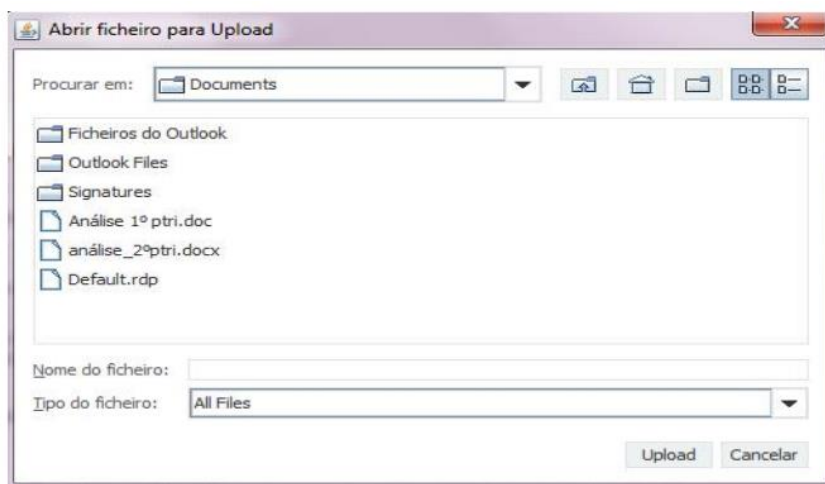 Abrir ficheiro para Upload
Procurar em: Documents
Ficheiros do Outlook
Outlook Files
Signatures
Análise 1º ptri.doc
análise_2ºptri.docx
Default.rdp
Nome do ficheiro:
Tipo do ficheiro: All Files
Upload Cancelar